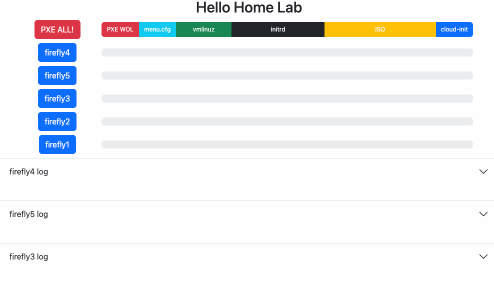 Hello Home Lab
PXE ALL! PXE WOL menu.cfg vmlinuz initrd ISO cloud-init
firefly4
firefly5
firefly3
firefly2
firefly1
firefly4 log
firefly5 log
firefly3 log